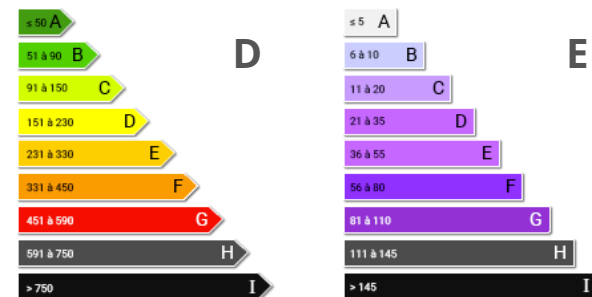 ≤ 50 A
51 à 90 B
91 à 150 C
151 à 230 D
231 à 330 E
331 à 450 F
451 à 590 G
591 à 750 H
> 750 I
D
≤ 5 A
6 à 10 B
11 à 20 C
21 à 35 D
36 à 55 E
56 à 80 F
81 à 110 G
111 à 145 H
> 145 I
E